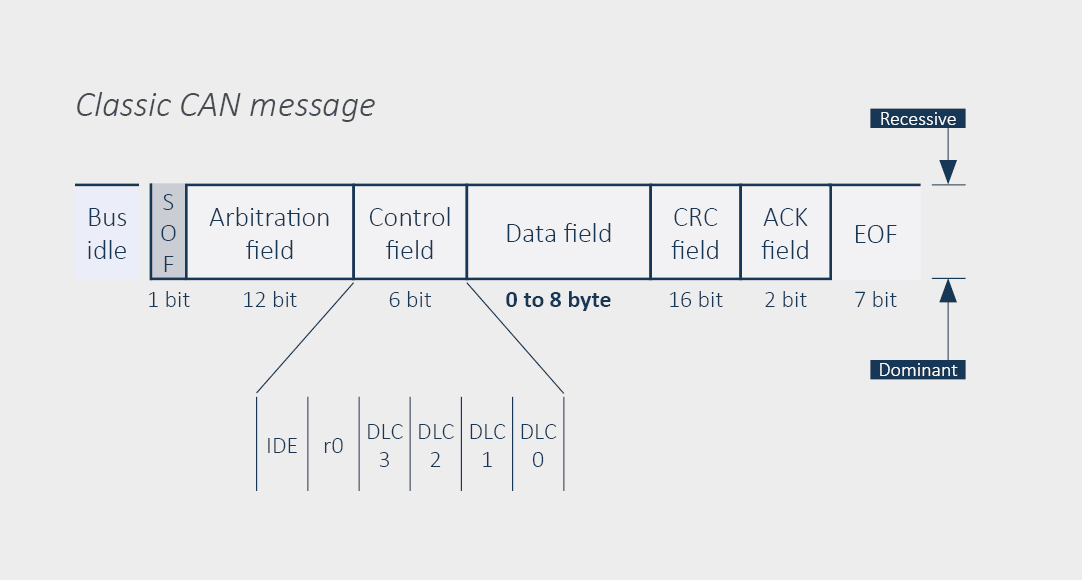 Classic CAN message
Recessive
Bus
idle
S
O
F
Arbitration
field
Control
field
Data field
CRC
field
ACK
field
EOF
1 bit
12 bit
6 bit
0 to 8 byte
16 bit
2 bit
7 bit
Dominant
IDE
r0
DLC
3
DLC
2
DLC
1
DLC
0